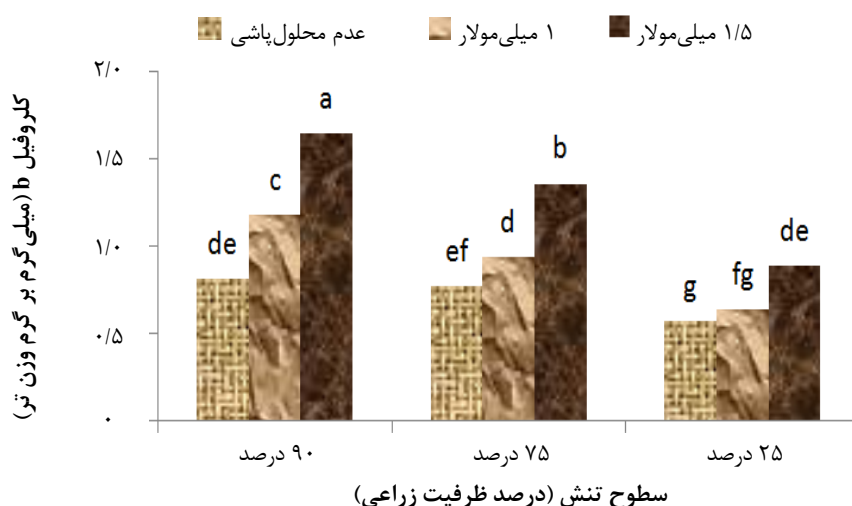 عدم محلول‌پاشی
۱ میلی‌مولار
۱/۵ میلی‌مولار
کلروفیل b (میلی‌گرم بر گرم وزن تر)
۲/۰
۱/۵
۱/۰
۰/۵
۰
de
c
a
ef
d
b
g
fg
de
۹۰ درصد
۷۵ درصد
۲۵ درصد
سطوح تنش (درصد ظرفیت زراعی)